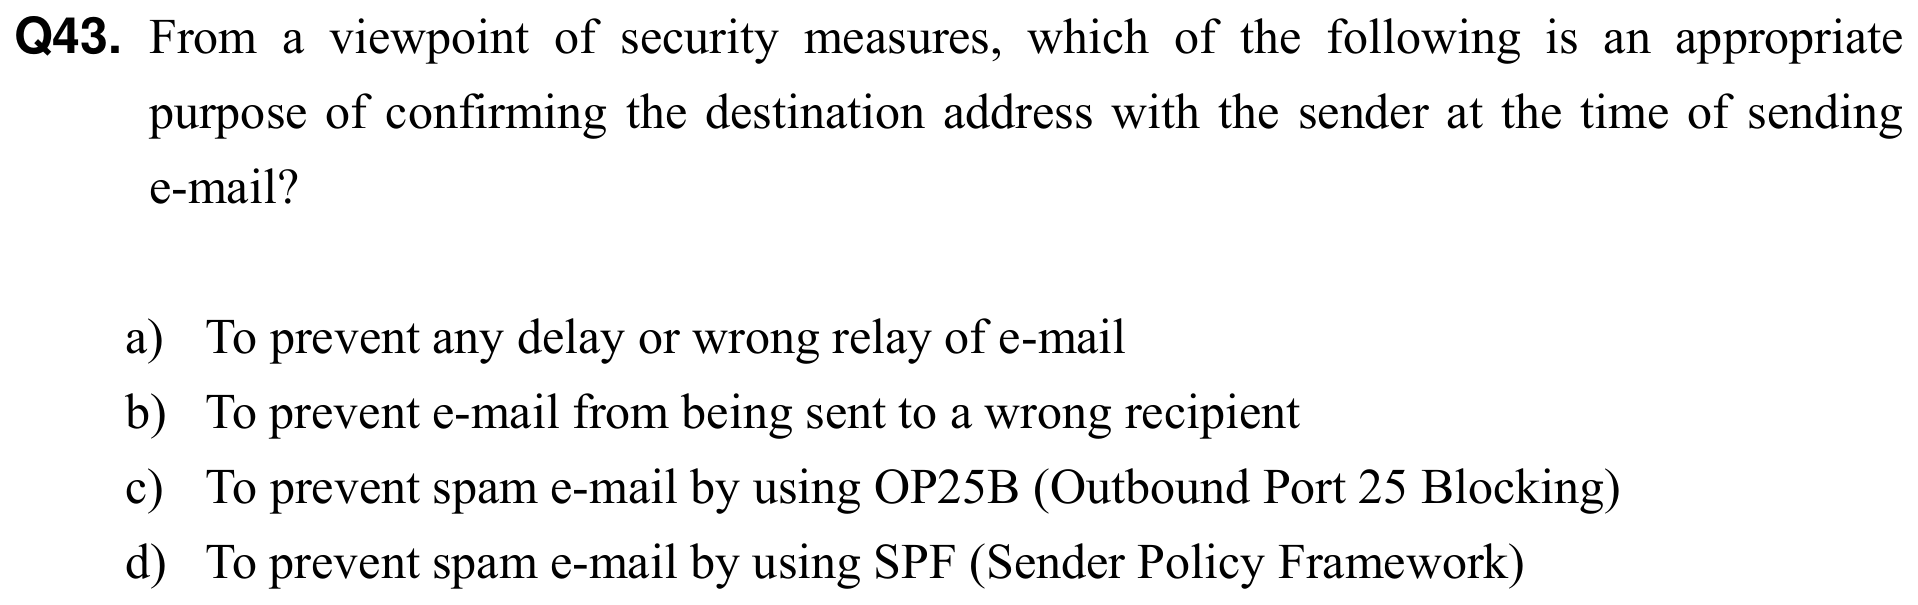 Q43. From a viewpoint of security measures, which of the following is an appropriate
purpose of confirming the destination address with the sender at the time of sending
e-mail?
a) To prevent any delay or wrong relay of e-mail
b) To prevent e-mail from being sent to a wrong recipient
c) To prevent spam e-mail by using OP25B (Outbound Port 25 Blocking)
d) To prevent spam e-mail by using SPF (Sender Policy Framework)